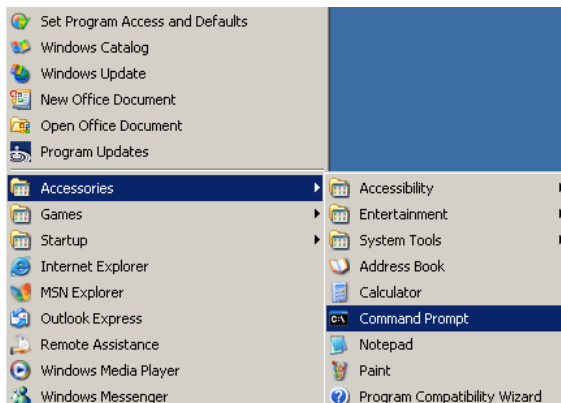 Set Program Access and Defaults
Windows Catalog
Windows Update
New Office Document
Open Office Document
Program Updates
Accessories
Games
Startup
Internet Explorer
MSN Explorer
Outlook Express
Remote Assistance
Windows Media Player
Windows Messenger
Accessibility
Entertainment
System Tools
Address Book
Calculator
C:\ Command Prompt
Notepad
Paint
Program Compatibility Wizard